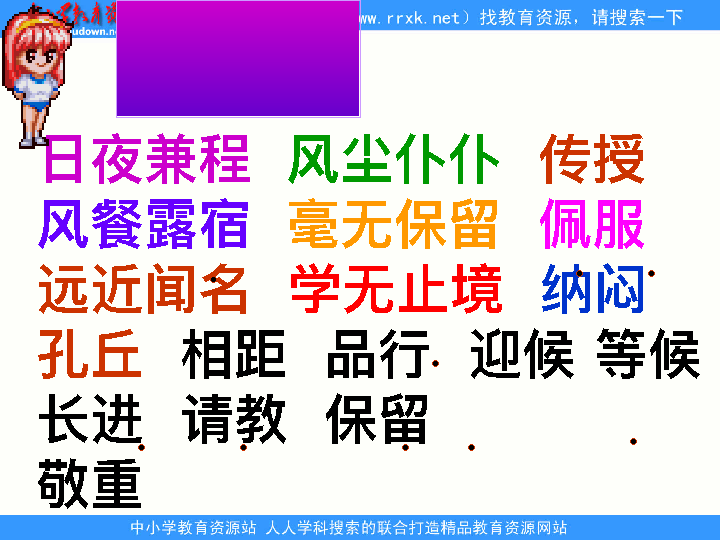 www.rrxk.net）找教育资源，请搜索一下
日夜兼程 风尘仆仆 传授
风餐露宿 毫无保留 佩服
远近闻名 学无止境 纳闷
孔丘 相距 品行 迎候 等候
长进 请教 保留
敬重
中小学教育资源站 人人学科搜索的联合打造精品教育资源网站